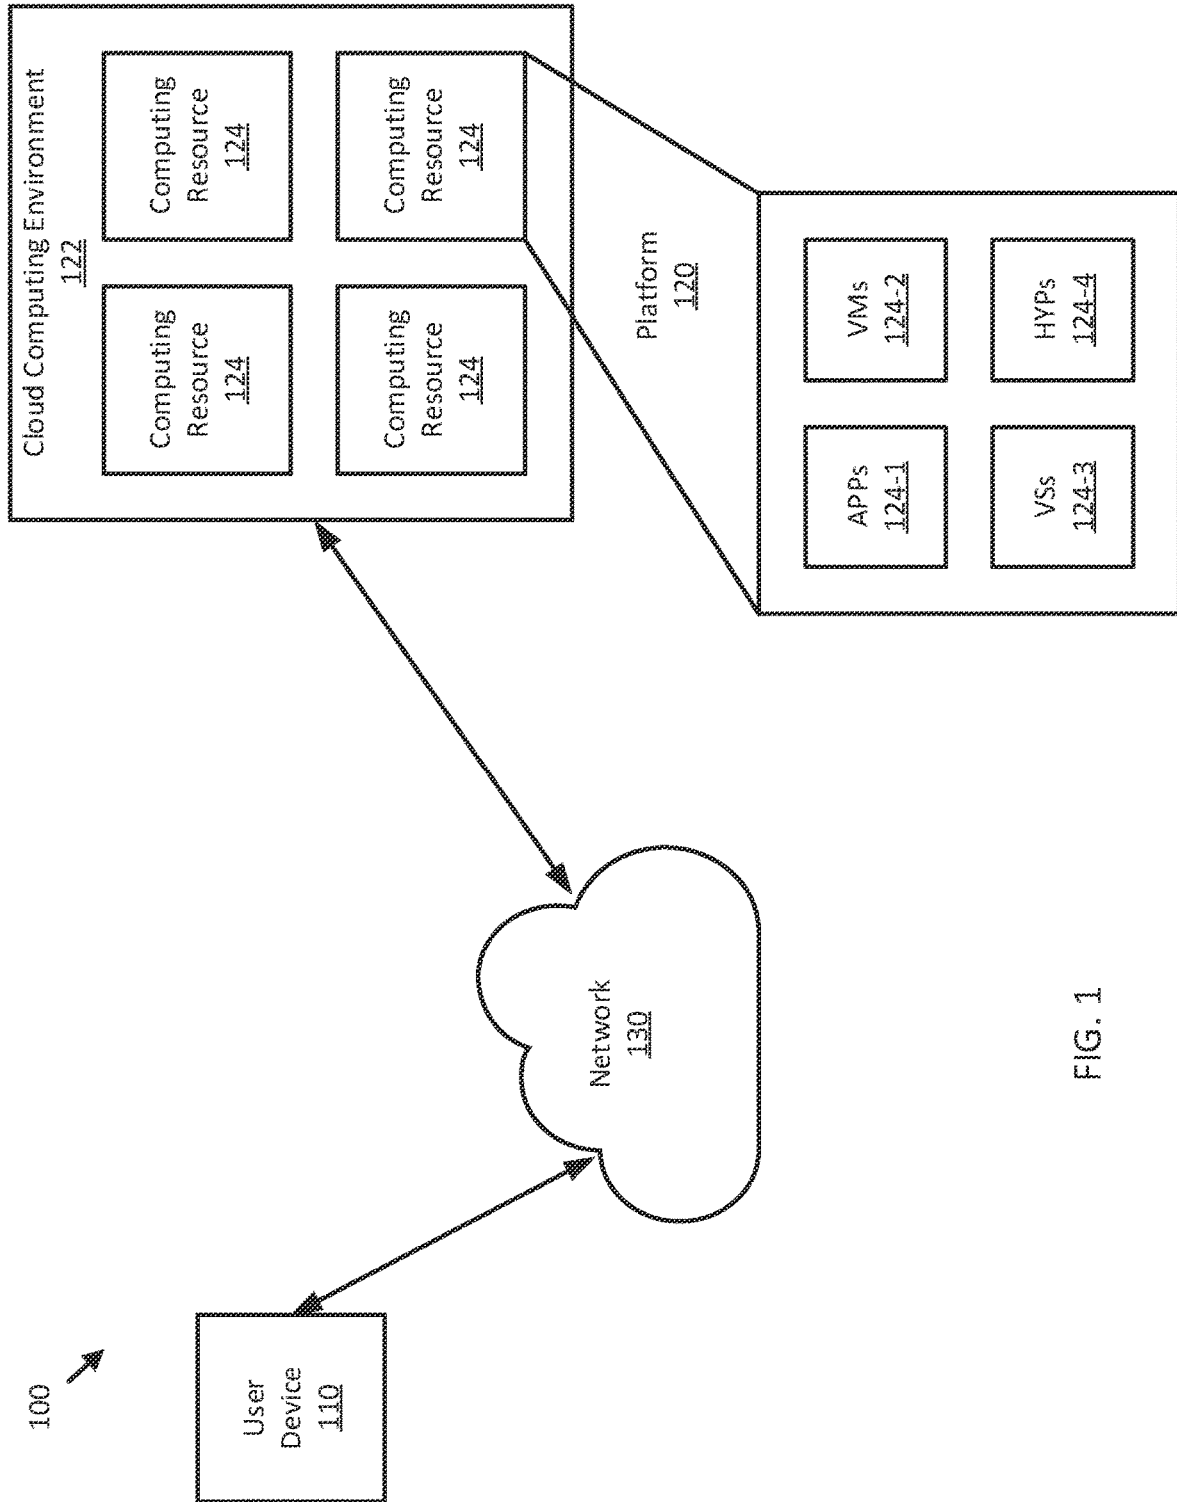 100
User
Device
110
Network
130
Cloud Computing Environment
122
Computing
Resource
124
Computing
Resource
124
Computing
Resource
124
Computing
Resource
124
Platform
120
APPs
124-1
VMs
124-2
VSs
124-3
HYPs
124-4
FIG. 1